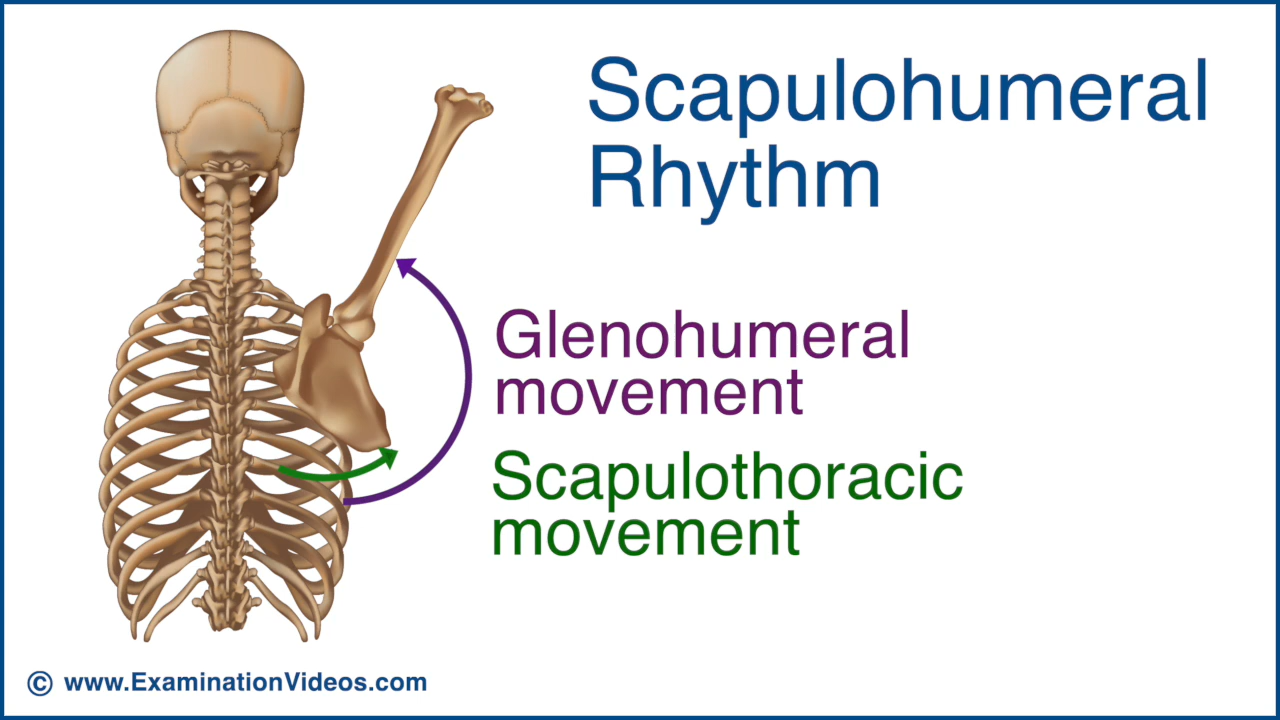 Scapulohumeral
Rhythm
Glenohumeral
movement
Scapulothoracic
movement
© www.ExaminationVideos.com